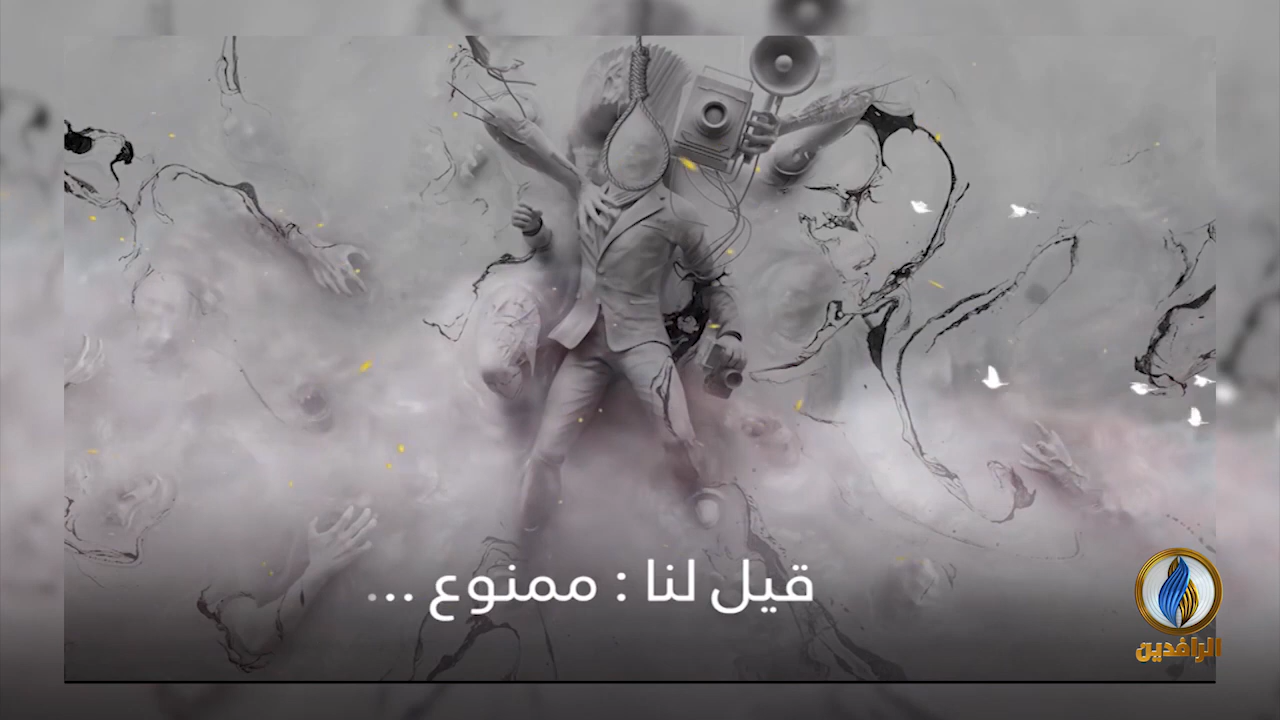 قيل لنا : ممنوع ...
الرافدين